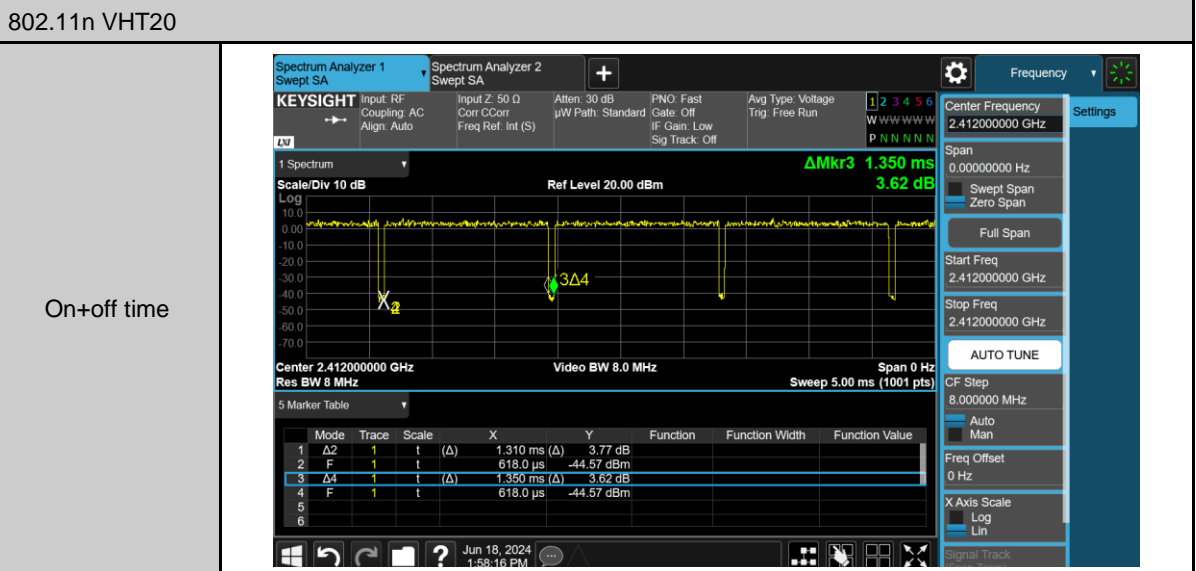 802.11n VHT20
On+off time
Spectrum Analyzer 1
Swept SA
Spectrum Analyzer 2
Swept SA
Frequency
KEYSIGHT
LXI
Input: RF
Coupling: AC
Align: Auto
Input Z: 50 Ω
Corr CCorr
Freq Ref: Int (S)
Atten: 30 dB
µW Path: Standard
PNO: Fast
Gate: Off
IF Gain: Low
Sig Track: Off
Avg Type: Voltage
Trig: Free Run
1 2 3 4 5 6
W W W W W W
P N N N N N
1 Spectrum
Scale/Div 10 dB
Ref Level 20.00 dBm
ΔMkr3 1.350 ms
3.62 dB
Log
10.0
0.00
-10.0
-20.0
-30.0
-40.0
-50.0
-60.0
-70.0
3Δ4
Center 2.412000000 GHz
Res BW 8 MHz
Video BW 8.0 MHz
Span 0 Hz
Sweep 5.00 ms (1001 pts)
5 Marker Table
Mode Trace Scale X Y Function Function Width Function Value
1 Δ2 1 t (Δ) 1.310 ms (Δ) 3.77 dB
2 F 1 t 618.0 µs -44.57 dBm
3 Δ4 1 t (Δ) 1.350 ms (Δ) 3.62 dB
4 F 1 t 618.0 µs -44.57 dBm
5
6
?
Jun 18, 2024
1:58:16 PM
Center Frequency
2.412000000 GHz
Span
0.00000000 Hz
Swept Span
Zero Span
Full Span
Start Freq
2.412000000 GHz
Stop Freq
2.412000000 GHz
AUTO TUNE
CF Step
8.000000 MHz
Auto
Man
Freq Offset
0 Hz
X Axis Scale
Log
Lin
Signal Track
Settings